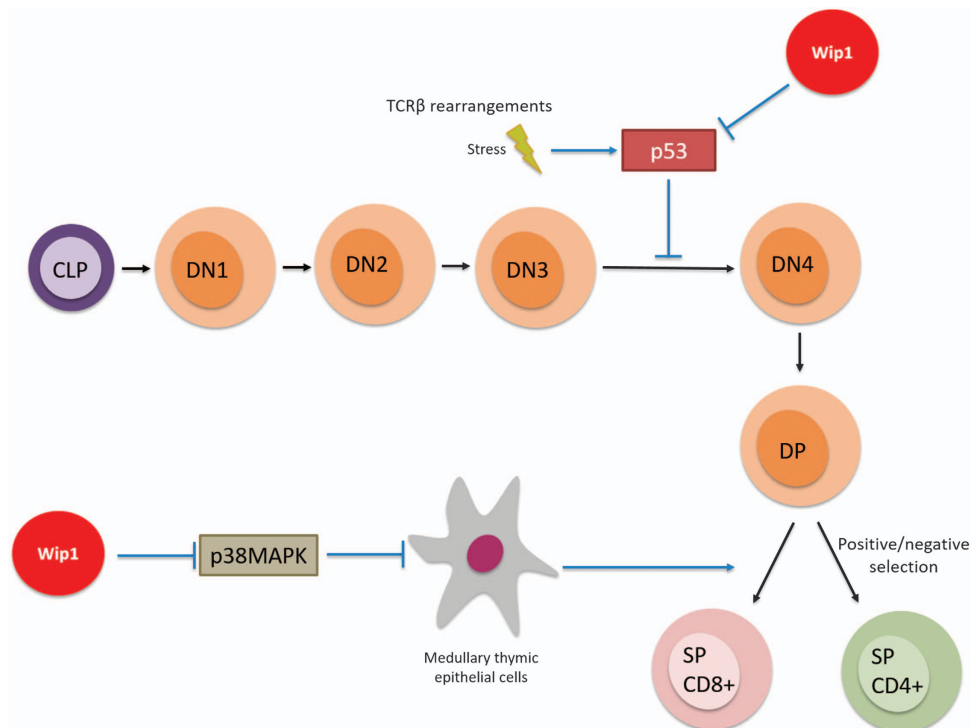 Wip1
TCRβ rearrangements
Stress
p53
CLP
DN1
DN2
DN3
DN4
DP
Wip1
p38MAPK
Positive/negative
selection
Medullary thymic
epithelial cells
SP
CD8+
SP
CD4+